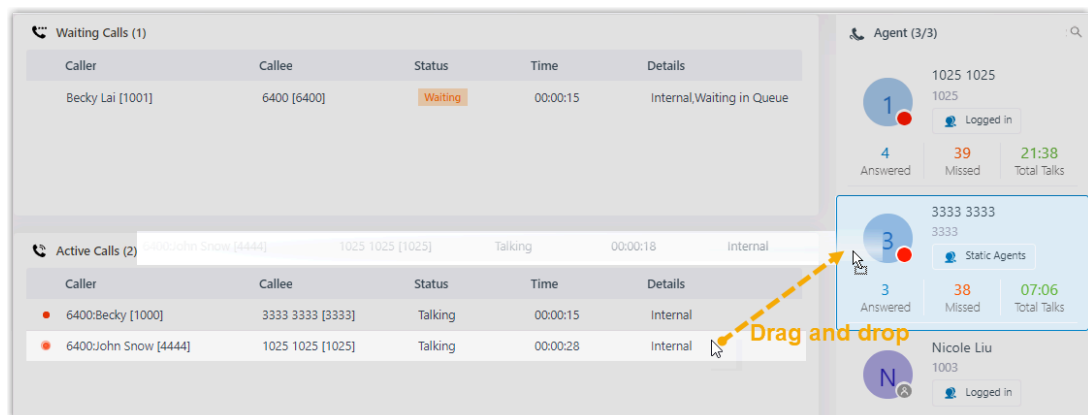 Waiting Calls (1)
Caller Callee Status Time Details
Becky Lai [1001] 6400 [6400] Waiting 00:00:15 Internal,Waiting in Queue
Active Calls (2)
6400:John Snow [4444] 1025 1025 [1025] Talking 00:00:18 Internal
Caller Callee Status Time Details
6400:Becky [1000] 3333 3333 [3333] Talking 00:00:15 Internal
6400:John Snow [4444] 1025 1025 [1025] Talking 00:00:28 Internal
Drag and drop
Agent (3/3)
1
1025 1025
1025
Logged in
4 39 21:38
Answered Missed Total Talks
3
3333 3333
3333
Static Agents
3 38 07:06
Answered Missed Total Talks
N
Nicole Liu
1003
Logged in